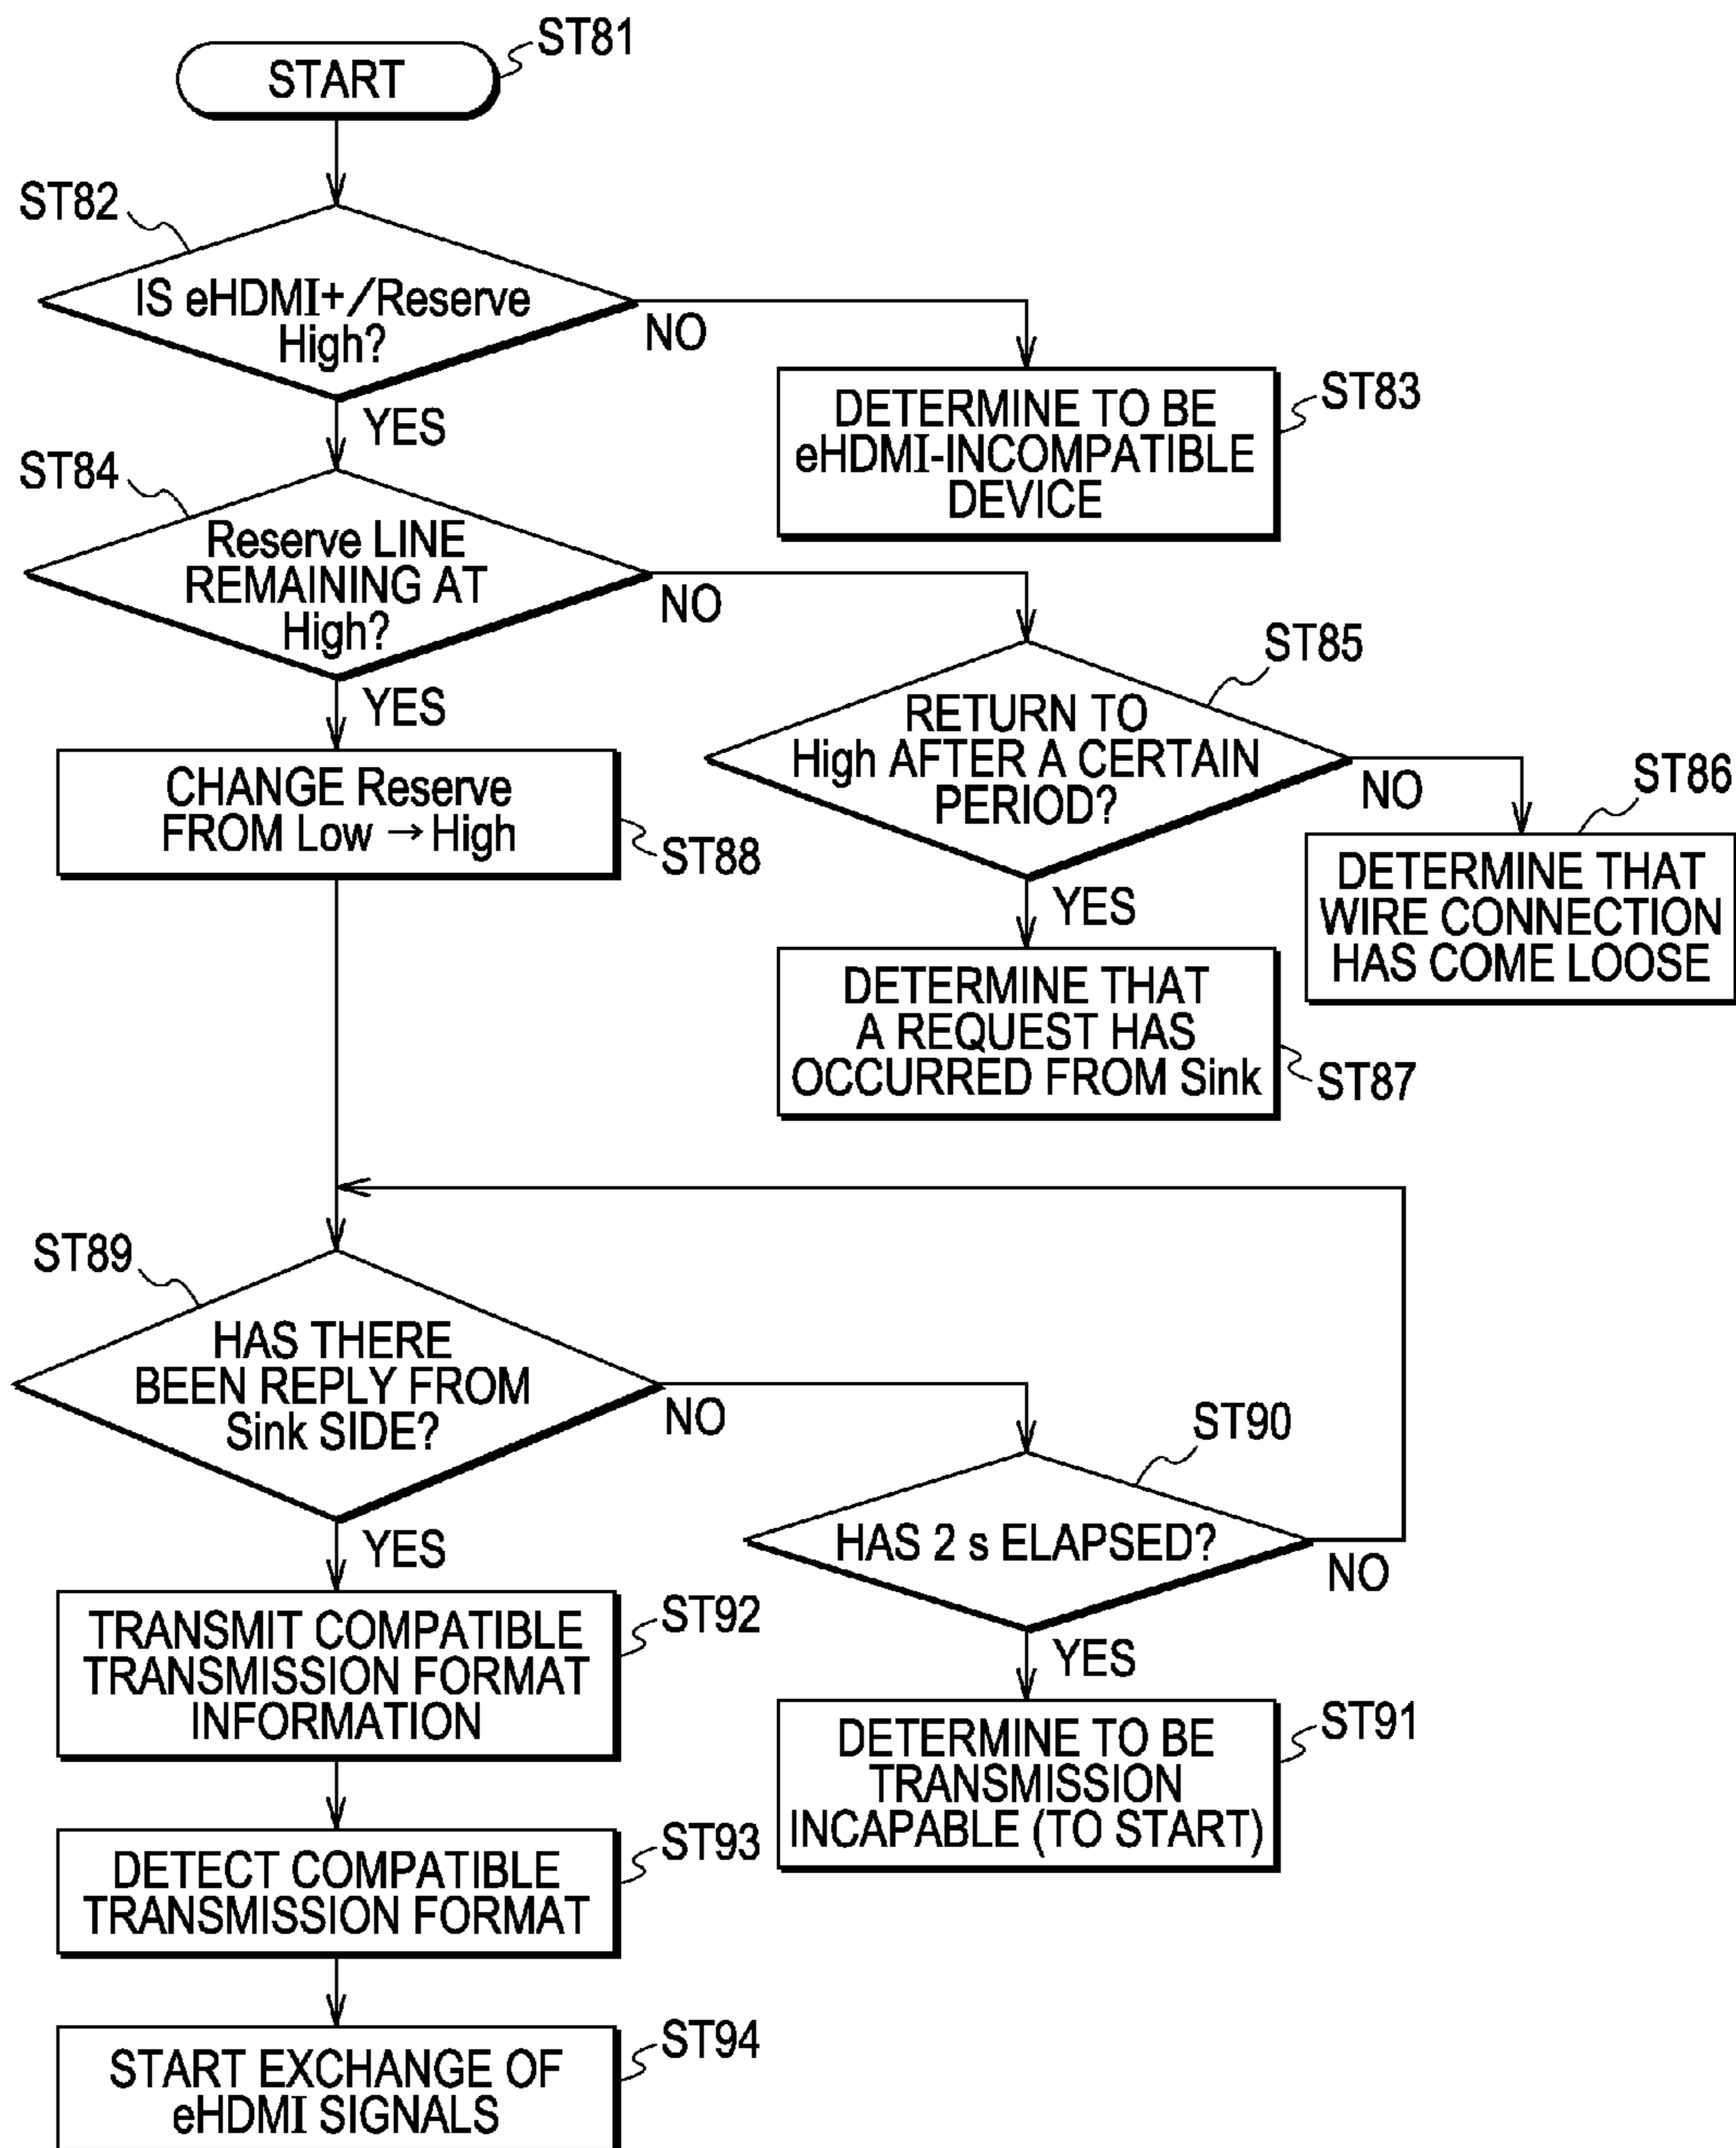 START
ST81
ST82
IS eHDMI+/Reserve
High?
NO
YES
DETERMINE TO BE
eHDMI-INCOMPATIBLE
DEVICE
ST83
ST84
Reserve LINE
REMAINING AT
High?
NO
YES
ST85
RETURN TO
High AFTER A CERTAIN
PERIOD?
NO
YES
ST86
DETERMINE THAT
WIRE CONNECTION
HAS COME LOOSE
CHANGE Reserve
FROM Low → High
ST88
DETERMINE THAT
A REQUEST HAS
OCCURRED FROM Sink
ST87
ST89
HAS THERE
BEEN REPLY FROM
Sink SIDE?
NO
YES
ST90
HAS 2 s ELAPSED?
NO
YES
TRANSMIT COMPATIBLE
TRANSMISSION FORMAT
INFORMATION
ST92
DETERMINE TO BE
TRANSMISSION
INCAPABLE (TO START)
ST91
DETECT COMPATIBLE
TRANSMISSION FORMAT
ST93
START EXCHANGE OF
eHDMI SIGNALS
ST94